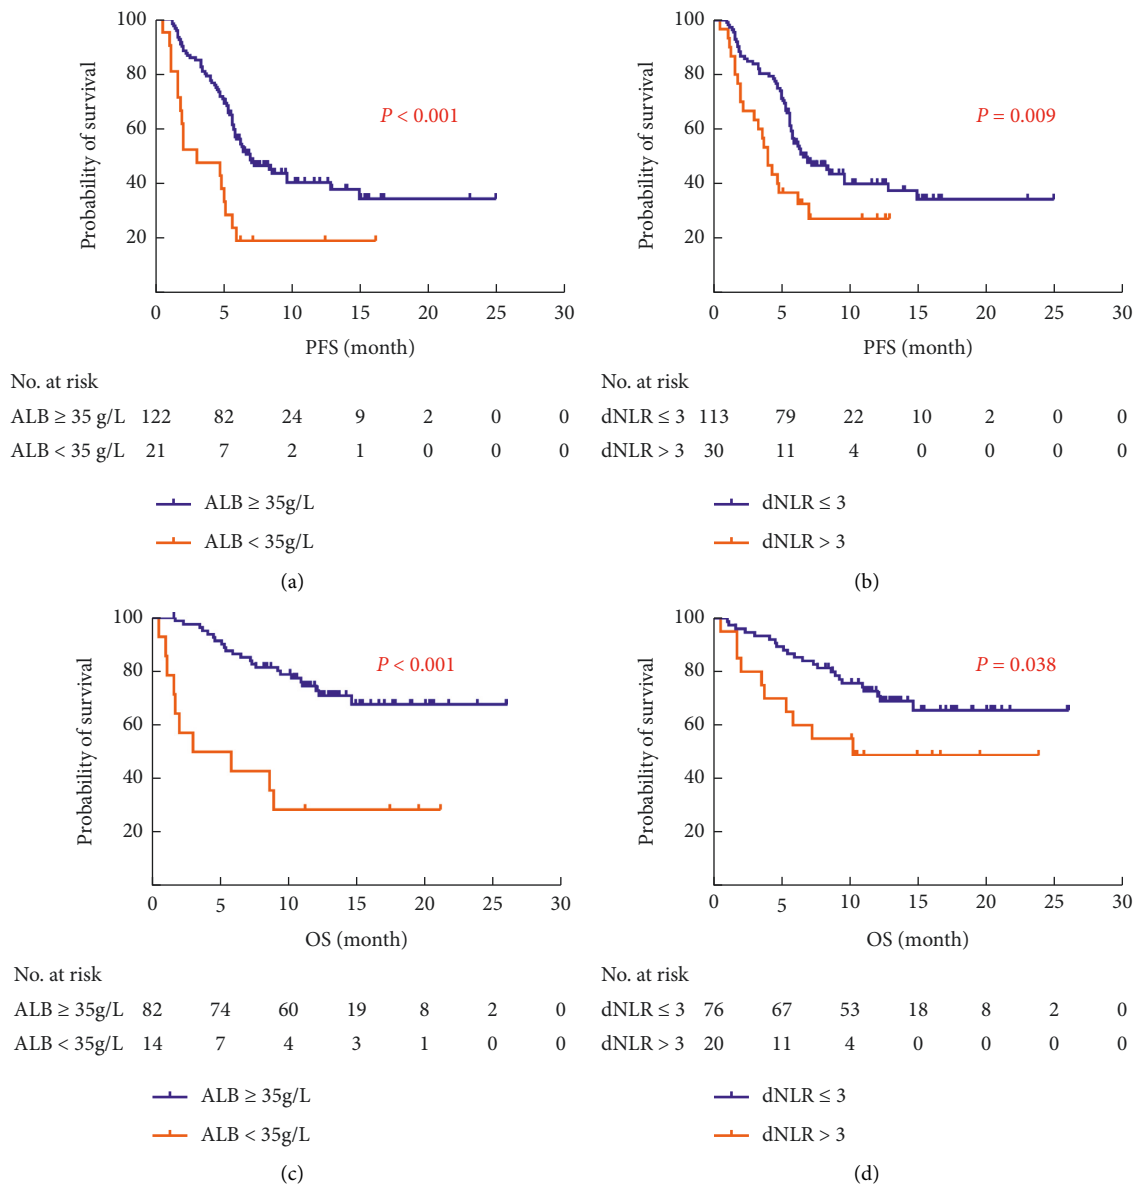 100
80
60
40
20
Probability of survival
P < 0.001
0 5 10 15 20 25 30
PFS (month)
No. at risk
ALB ≥ 35 g/L 122 82 24 9 2 0 0
ALB < 35 g/L 21 7 2 1 0 0 0
ALB ≥ 35g/L
ALB < 35g/L
(a)
100
80
60
40
20
Probability of survival
P = 0.009
0 5 10 15 20 25 30
PFS (month)
No. at risk
dNLR ≤ 3 113 79 22 10 2 0 0
dNLR > 3 30 11 4 0 0 0 0
dNLR ≤ 3
dNLR > 3
(b)
100
80
60
40
20
Probability of survival
P < 0.001
0 5 10 15 20 25 30
OS (month)
No. at risk
ALB ≥ 35g/L 82 74 60 19 8 2 0
ALB < 35g/L 14 7 4 3 1 0 0
ALB ≥ 35g/L
ALB < 35g/L
(c)
100
80
60
40
20
Probability of survival
P = 0.038
0 5 10 15 20 25 30
OS (month)
No. at risk
dNLR ≤ 3 76 67 53 18 8 2 0
dNLR > 3 20 11 4 0 0 0 0
dNLR ≤ 3
dNLR > 3
(d)